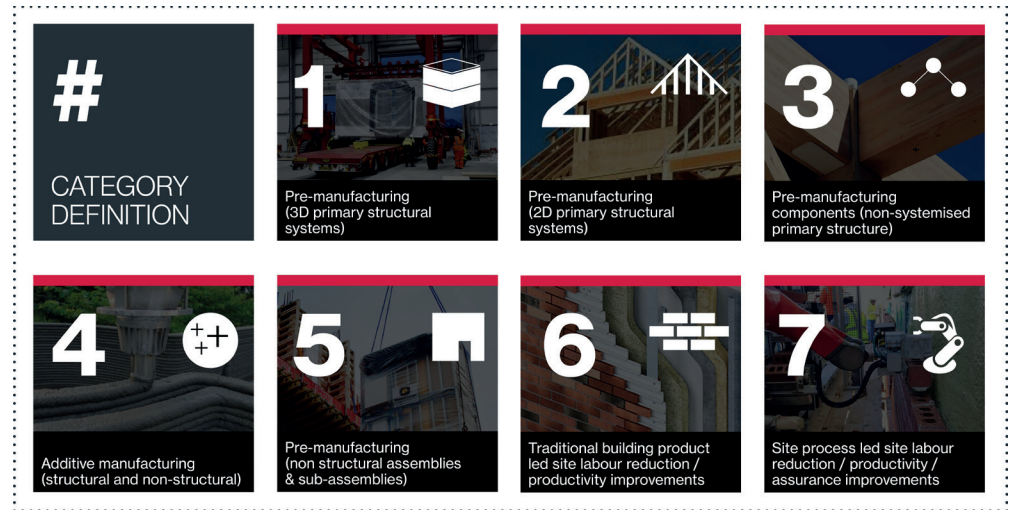 #
CATEGORY
DEFINITION
1
Pre-manufacturing
(3D primary structural
systems)
2
Pre-manufacturing
(2D primary structural
systems)
3
Pre-manufacturing
components (non-systemised
primary structure)
4
Additive manufacturing
(structural and non-structural)
5
Pre-manufacturing
(non structural assemblies
& sub-assemblies)
6
Traditional building product
led site labour reduction /
productivity improvements
7
Site process led site labour
reduction / productivity /
assurance improvements